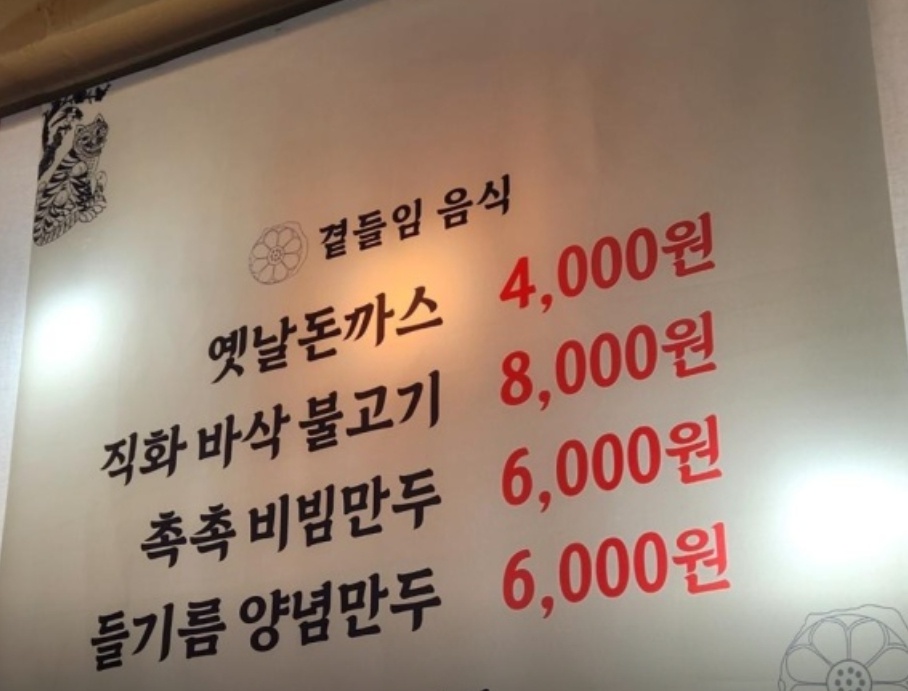 곁들임 음식
옛날돈까스 4,000원
직화 바삭 불고기 8,000원
촉촉 비빔만두 6,000원
들기름 양념만두 6,000원